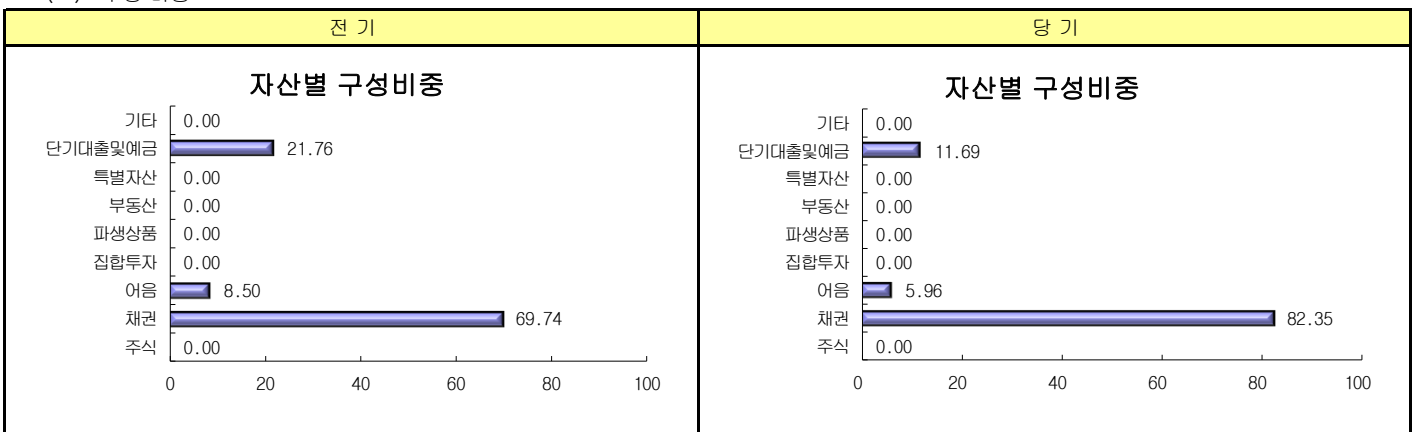 전 기
당 기
자산별 구성비중
기타 0.00
단기대출및예금 21.76
특별자산 0.00
부동산 0.00
파생상품 0.00
집합투자 0.00
어음 8.50
채권 69.74
주식 0.00
0 20 40 60 80 100
자산별 구성비중
기타 0.00
단기대출및예금 11.69
특별자산 0.00
부동산 0.00
파생상품 0.00
집합투자 0.00
어음 5.96
채권 82.35
주식 0.00
0 20 40 60 80 100